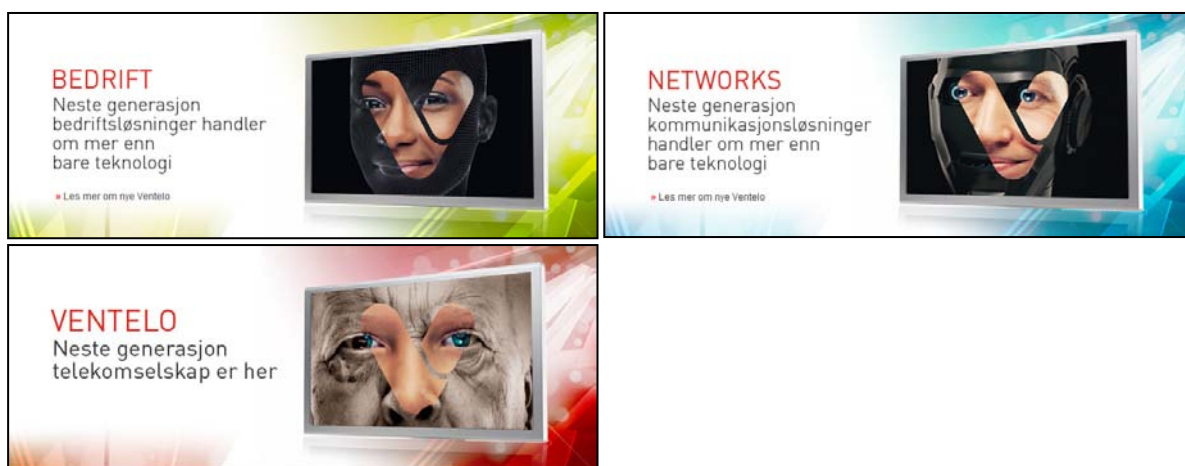 BEDRIFT
Neste generasjon
bedriftsløsninger handler
om mer enn
bare teknologi
» Les mer om nye Ventelo
NETWORKS
Neste generasjon
kommunikasjonsløsninger
handler om mer enn
bare teknologi
» Les mer om nye Ventelo
VENTELO
Neste generasjon
telekomselskap er her